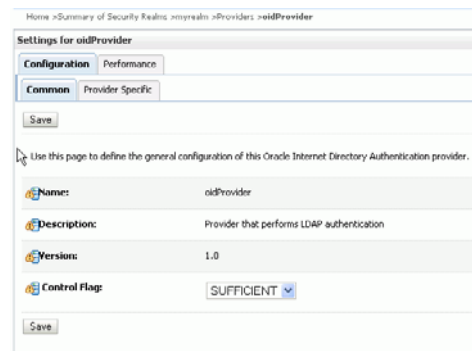 Home >Summary of Security Realms >myrealm >Providers >oidProvider
Settings for oidProvider
Configuration Performance
Common Provider Specific
Save
Use this page to define the general configuration of this Oracle Internet Directory Authentication provider.
Name: oidProvider
Description: Provider that performs LDAP authentication
Version: 1.0
Control Flag: SUFFICIENT
Save